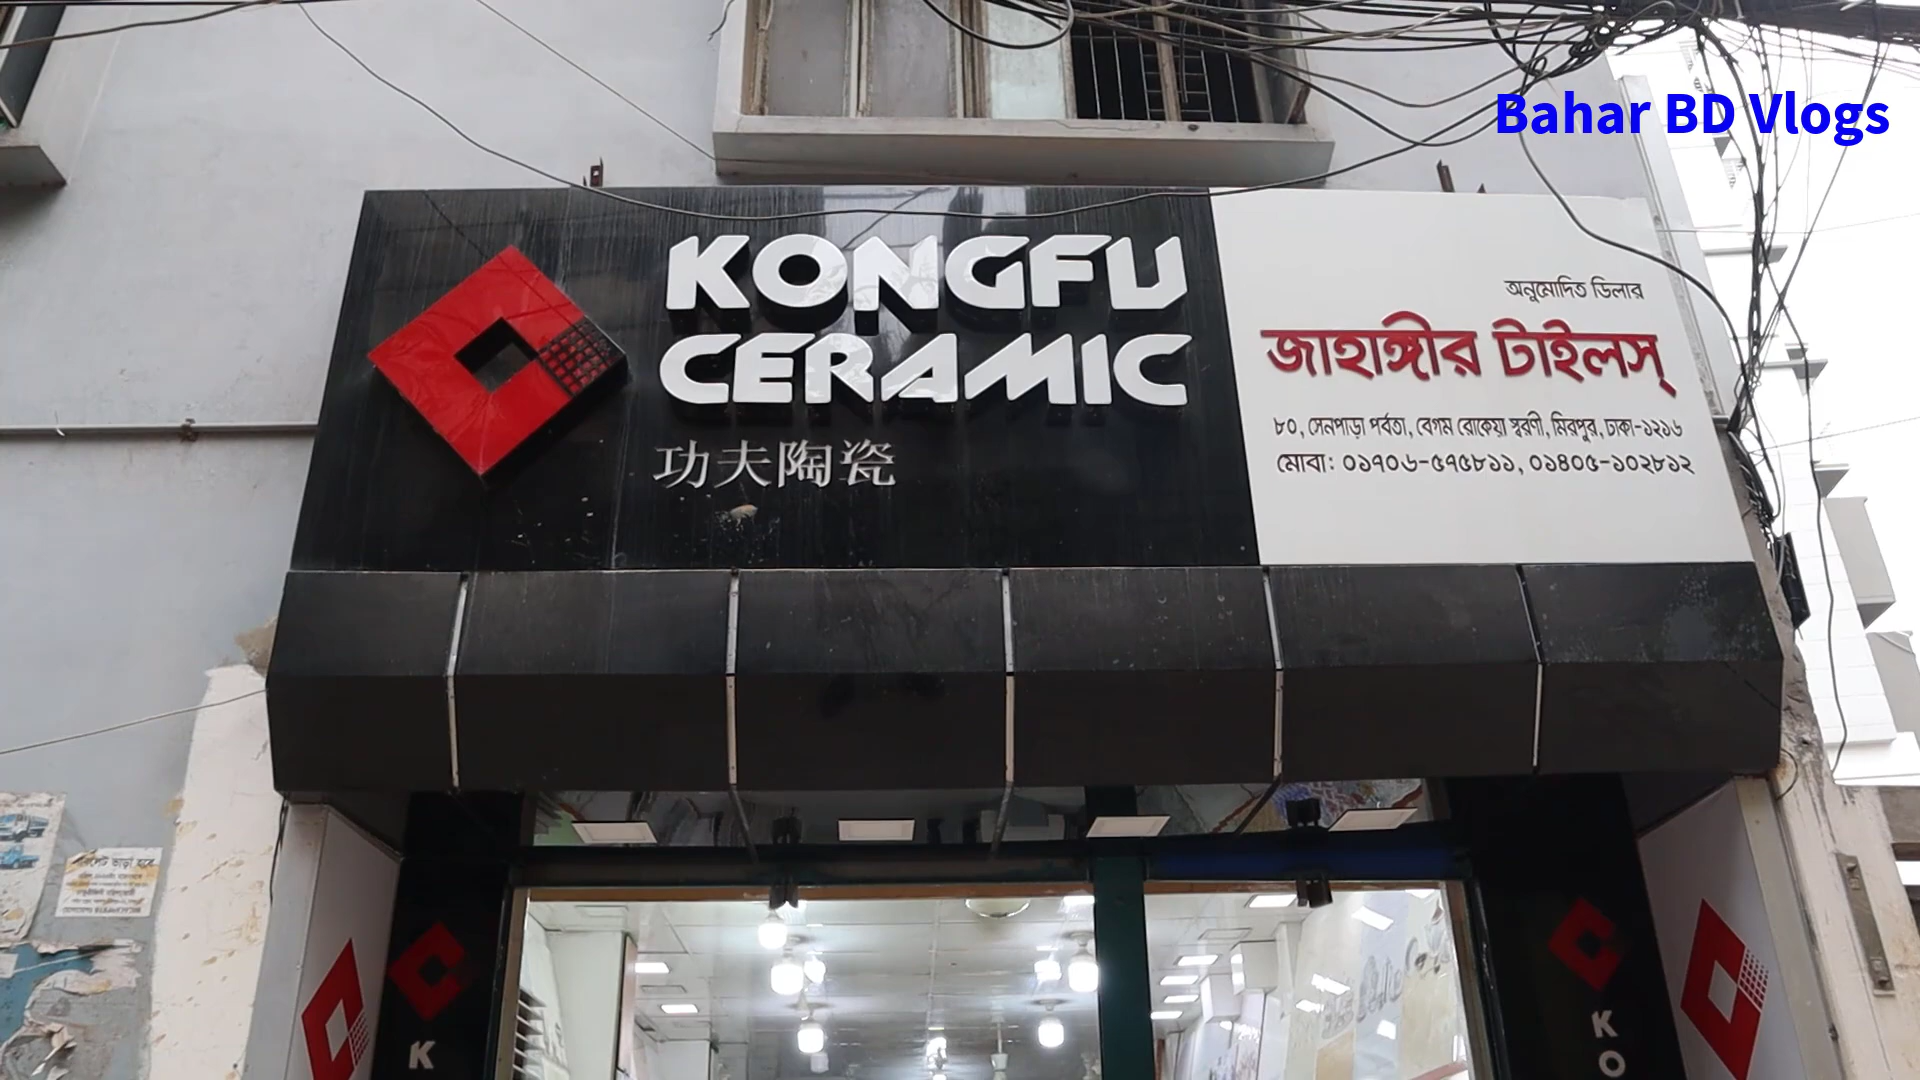 Bahar BD Vlogs
KONGFU
CERAMIC
功夫陶瓷
অনুমোদিত ডিলার
জাহাঙ্গীর টাইলস্
৮০, সেনপাড়া পর্বতা, বেগম রোকেয়া স্বরণী, মিরপুর, ঢাকা-১২১৬
মোবা: ০১৭০৬-৫৭৫৮১১, ০১৪০৫-১০২৮১২
K
K
O